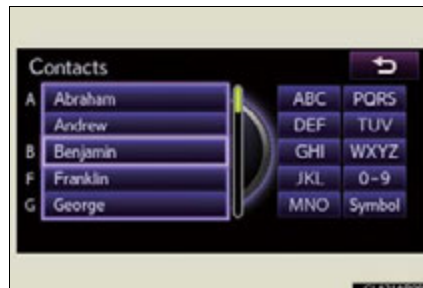 Contacts
A Abraham ABC PQRS
Andrew DEF TUV
B Benjamin GHI WXYZ
F Franklin JKL 0-9
G George MNO Symbol